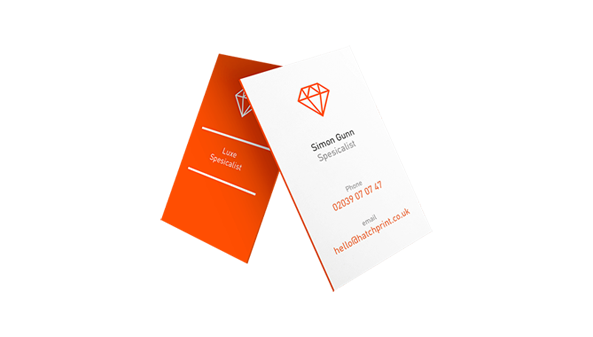 Luxe
Spesicalist
Simon Gunn
Spesicalist
Phone
02039 07 07 47
email
hello@hatchprint.co.uk